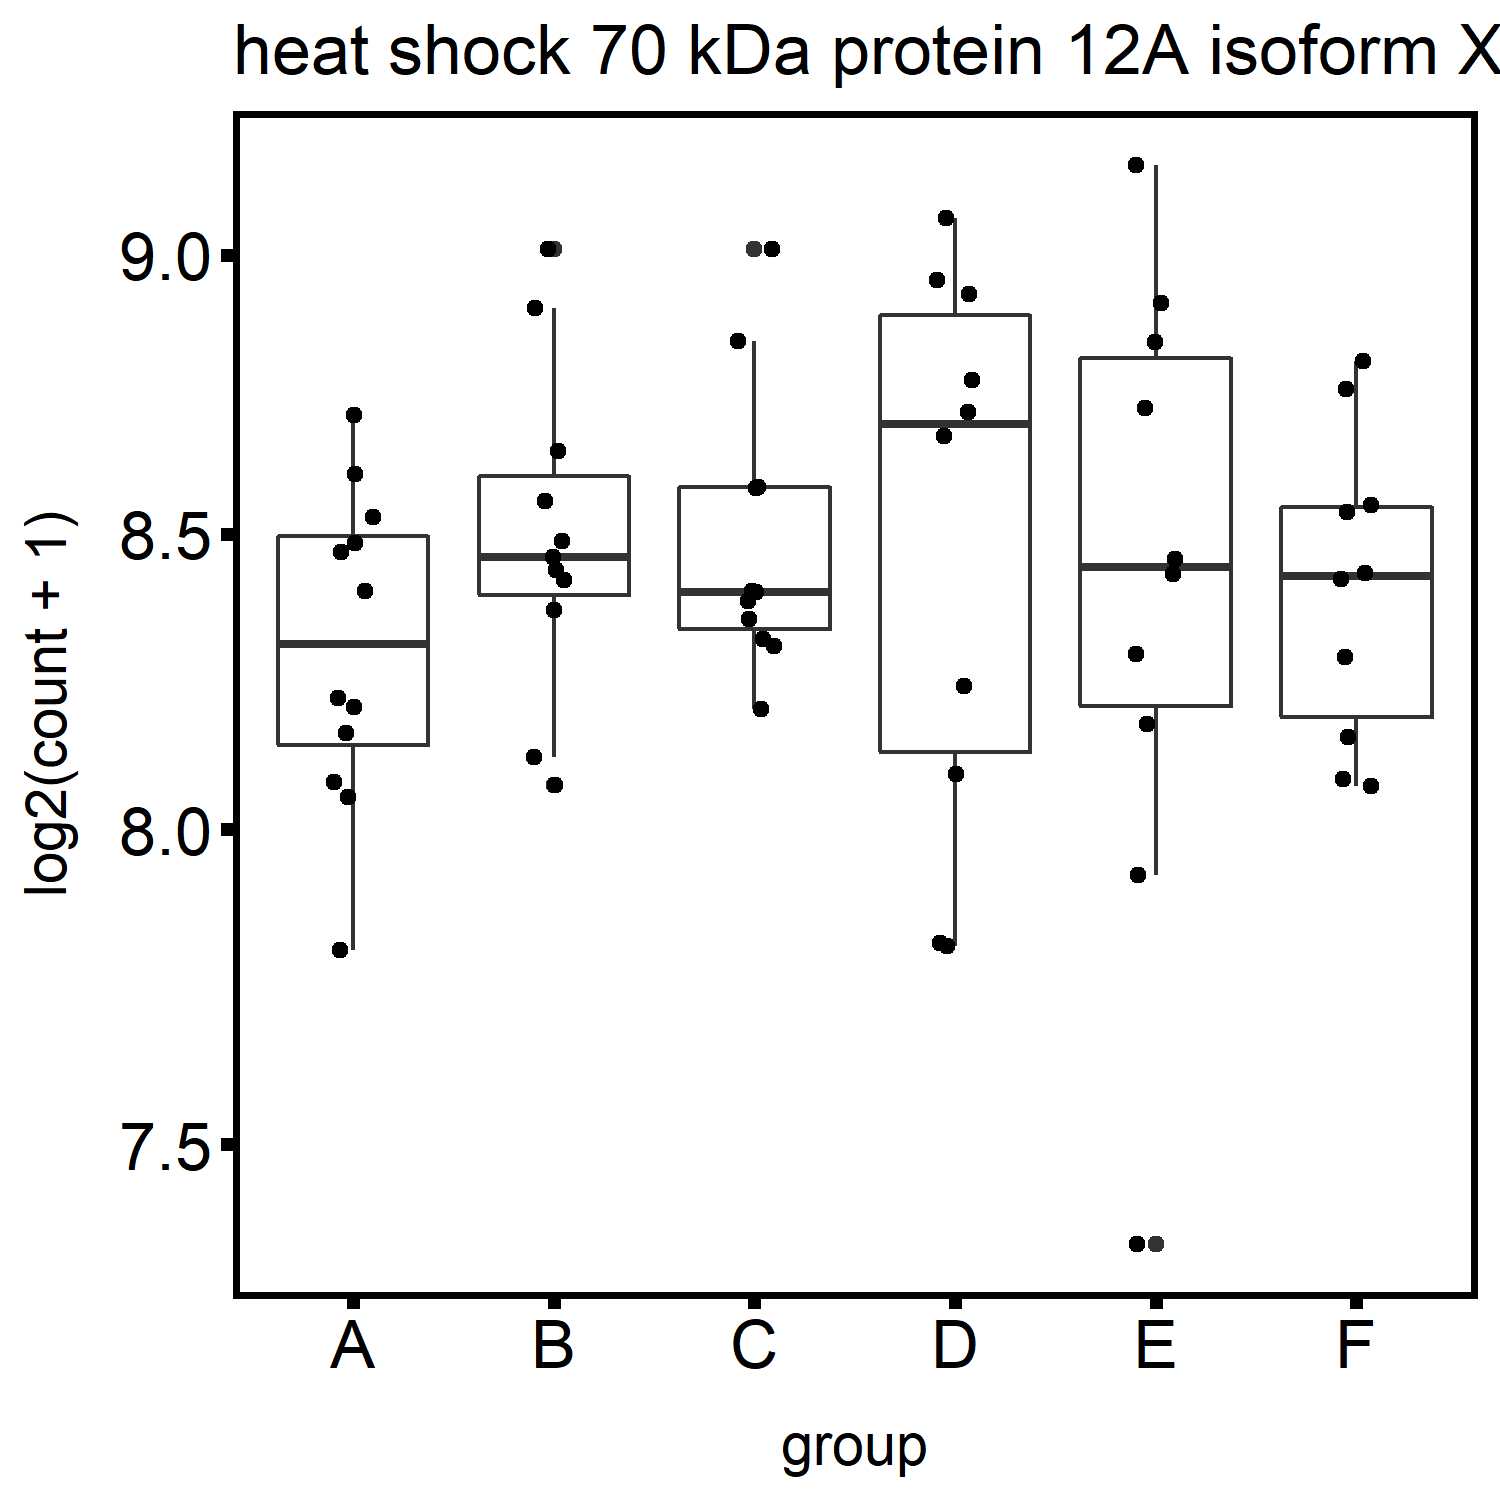 heat shock 70 kDa protein 12A isoform X
9.0
8.5
8.0
7.5
log2(count + 1)
A B C D E F
group